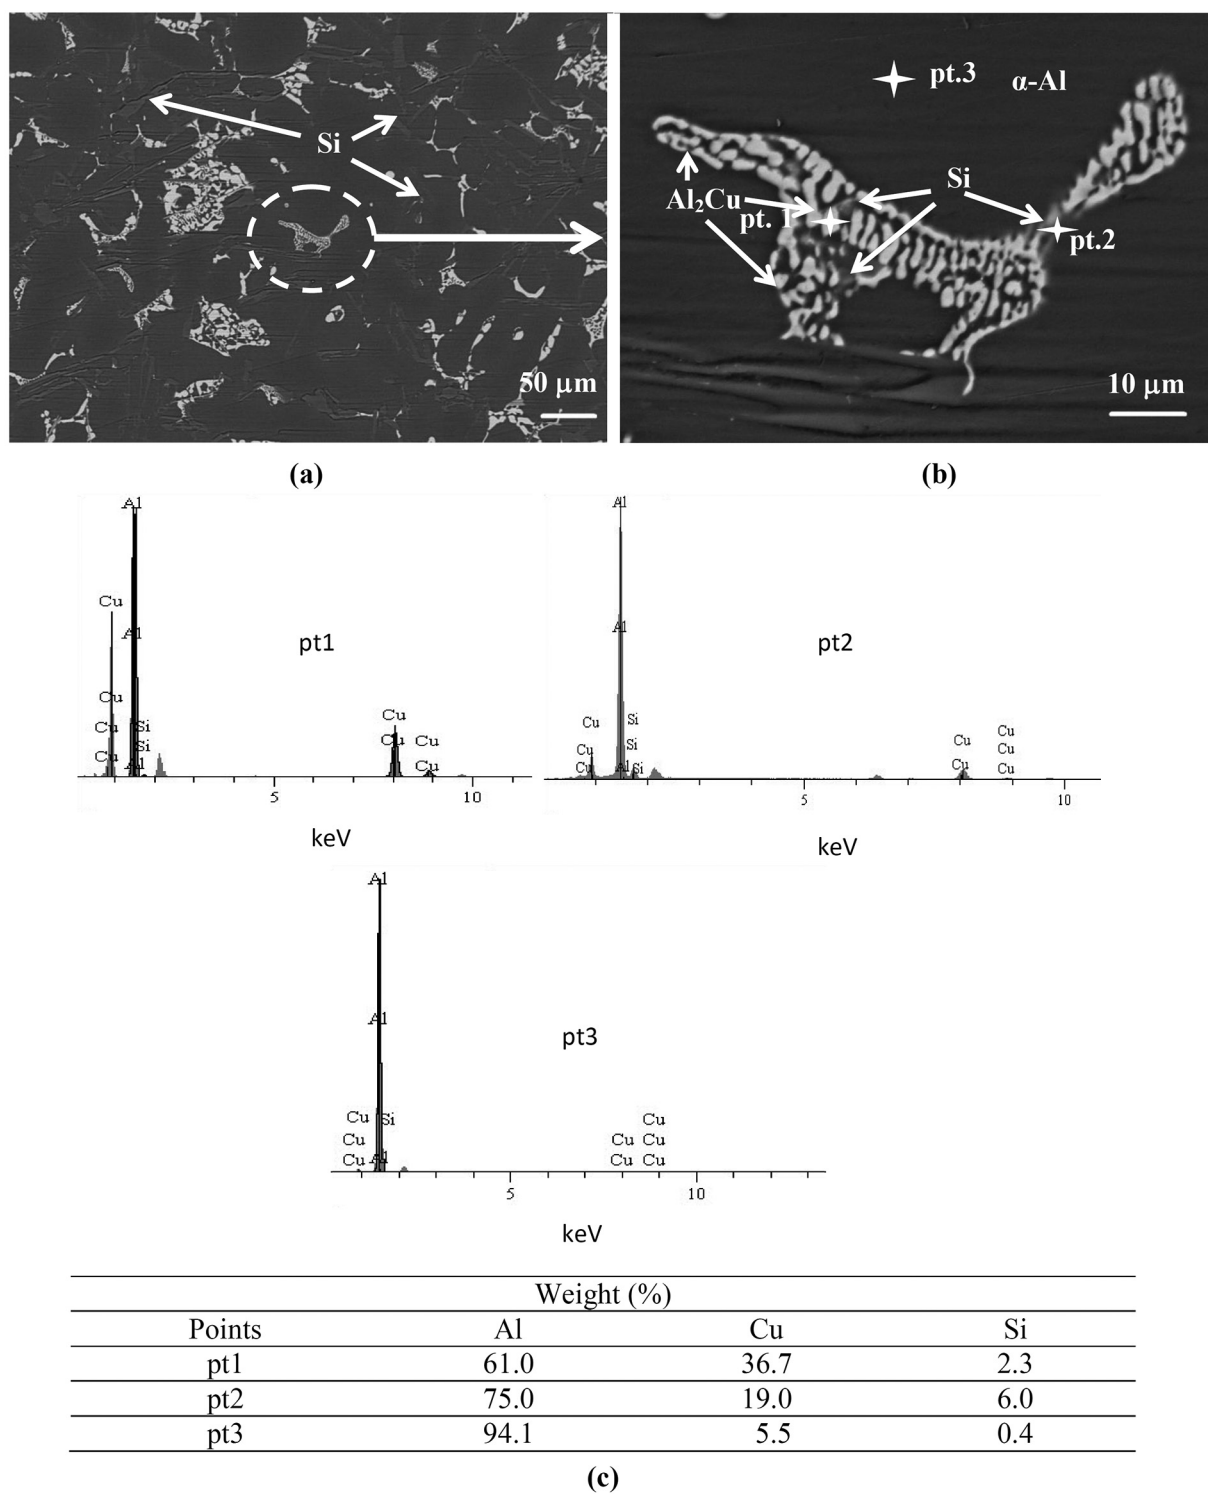 Si
50 µm
pt.3
α-Al
Si
Al₂Cu
pt. 1
pt.2
10 µm
(a)
(b)
Al
Cu
Al
Cu
Cu
Si
Si
Cu
Al
pt1
Cu
Cu
Cu
Cu
5
10
keV
Al
Al
Cu
Si
Cu
Si
Cu
Al
Si
pt2
Cu
Cu
Cu
Cu
Cu
5
10
keV
Al
Al
Cu
Si
Cu
Cu
Al
pt3
Cu
Cu
Cu
Cu
Cu
5
10
keV
Weight (%)
Points Al Cu Si
pt1 61.0 36.7 2.3
pt2 75.0 19.0 6.0
pt3 94.1 5.5 0.4
(c)